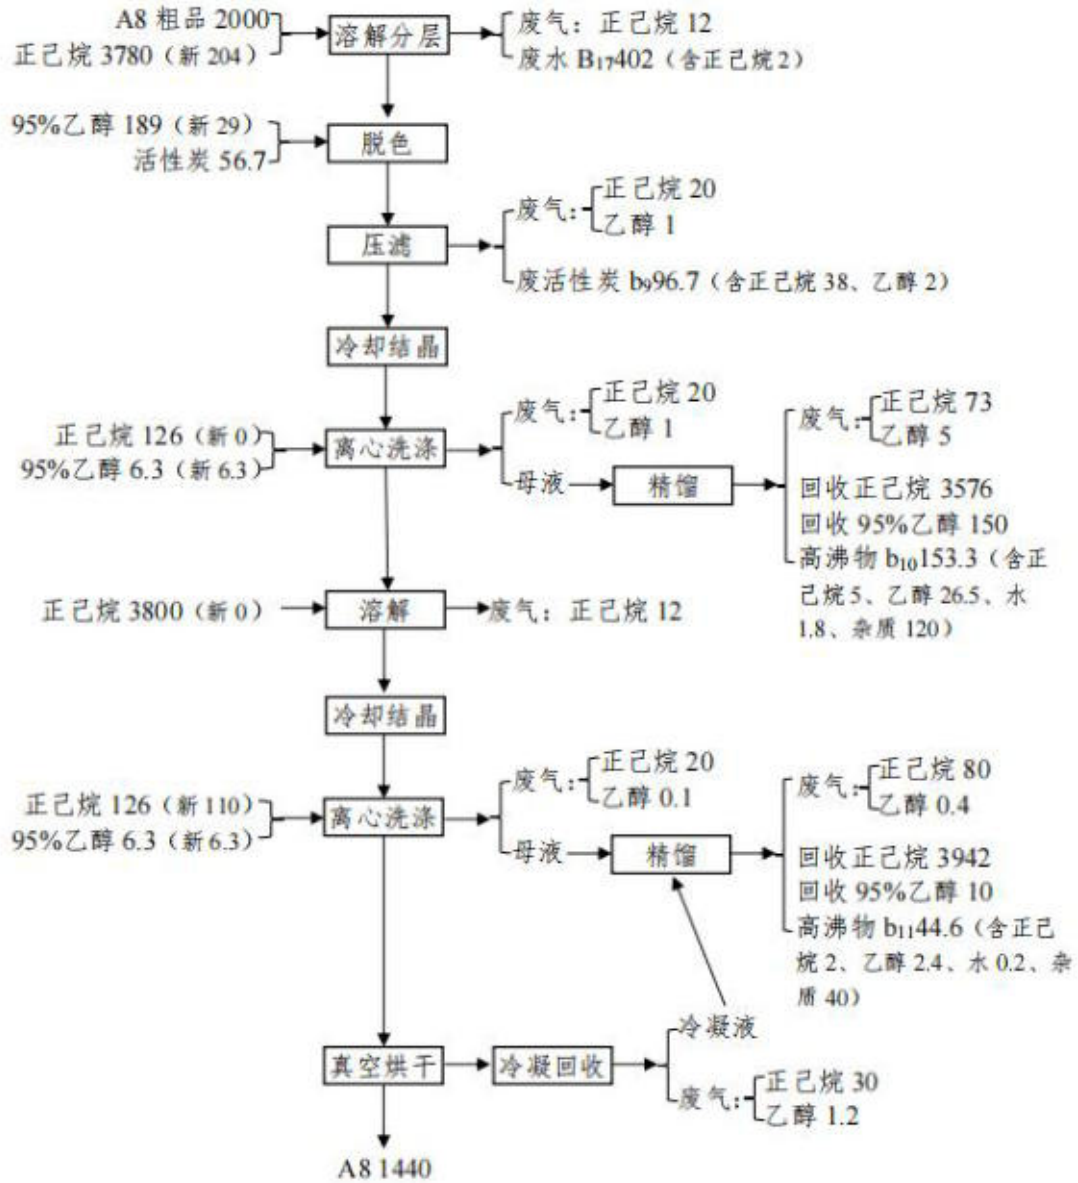 A8 粗品 2000
正己烷 3780（新 204）
溶解分层
废气：正己烷 12
废水 B₁₇402（含正己烷 2）
95%乙醇 189（新 29）
活性炭 56.7
脱色
压滤
废气：
正己烷 20
乙醇 1
废活性炭 b₉96.7（含正己烷 38、乙醇 2）
冷却结晶
正己烷 126（新 0）
95%乙醇 6.3（新 6.3）
离心洗涤
废气：
正己烷 20
乙醇 1
母液
精馏
废气：
正己烷 73
乙醇 5
回收正己烷 3576
回收 95%乙醇 150
高沸物 b₁₀153.3（含正
己烷 5、乙醇 26.5、水
1.8、杂质 120）
正己烷 3800（新 0）
溶解
废气：正己烷 12
冷却结晶
正己烷 126（新 110）
95%乙醇 6.3（新 6.3）
离心洗涤
废气：
正己烷 20
乙醇 0.1
母液
精馏
废气：
正己烷 80
乙醇 0.4
回收正己烷 3942
回收 95%乙醇 10
高沸物 b₁₁44.6（含正己
烷 2、乙醇 2.4、水 0.2、杂
质 40）
真空烘干
冷凝回收
冷凝液
废气：
正己烷 30
乙醇 1.2
A8 1440